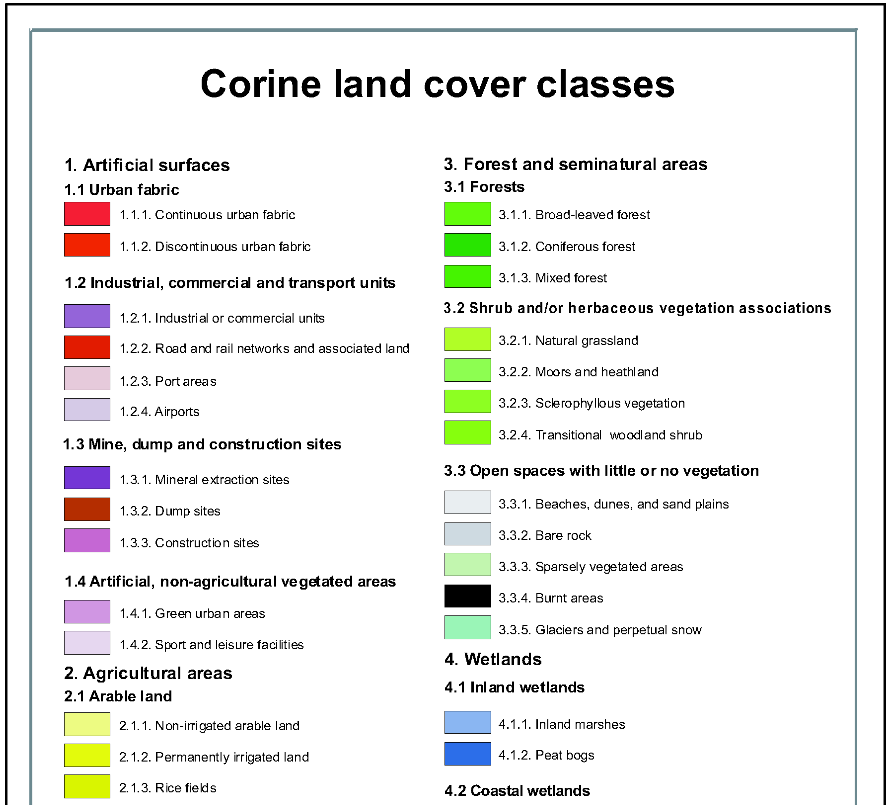 Corine land cover classes
1. Artificial surfaces
1.1 Urban fabric
1.1.1. Continuous urban fabric
1.1.2. Discontinuous urban fabric
1.2 Industrial, commercial and transport units
1.2.1. Industrial or commercial units
1.2.2. Road and rail networks and associated land
1.2.3. Port areas
1.2.4. Airports
1.3 Mine, dump and construction sites
1.3.1. Mineral extraction sites
1.3.2. Dump sites
1.3.3. Construction sites
1.4 Artificial, non-agricultural vegetated areas
1.4.1. Green urban areas
1.4.2. Sport and leisure facilities
2. Agricultural areas
2.1 Arable land
2.1.1. Non-irrigated arable land
2.1.2. Permanently irrigated land
2.1.3. Rice fields
3. Forest and seminatural areas
3.1 Forests
3.1.1. Broad-leaved forest
3.1.2. Coniferous forest
3.1.3. Mixed forest
3.2 Shrub and/or herbaceous vegetation associations
3.2.1. Natural grassland
3.2.2. Moors and heathland
3.2.3. Sclerophyllous vegetation
3.2.4. Transitional woodland shrub
3.3 Open spaces with little or no vegetation
3.3.1. Beaches, dunes, and sand plains
3.3.2. Bare rock
3.3.3. Sparsely vegetated areas
3.3.4. Burnt areas
3.3.5. Glaciers and perpetual snow
4. Wetlands
4.1 Inland wetlands
4.1.1. Inland marshes
4.1.2. Peat bogs
4.2 Coastal wetlands